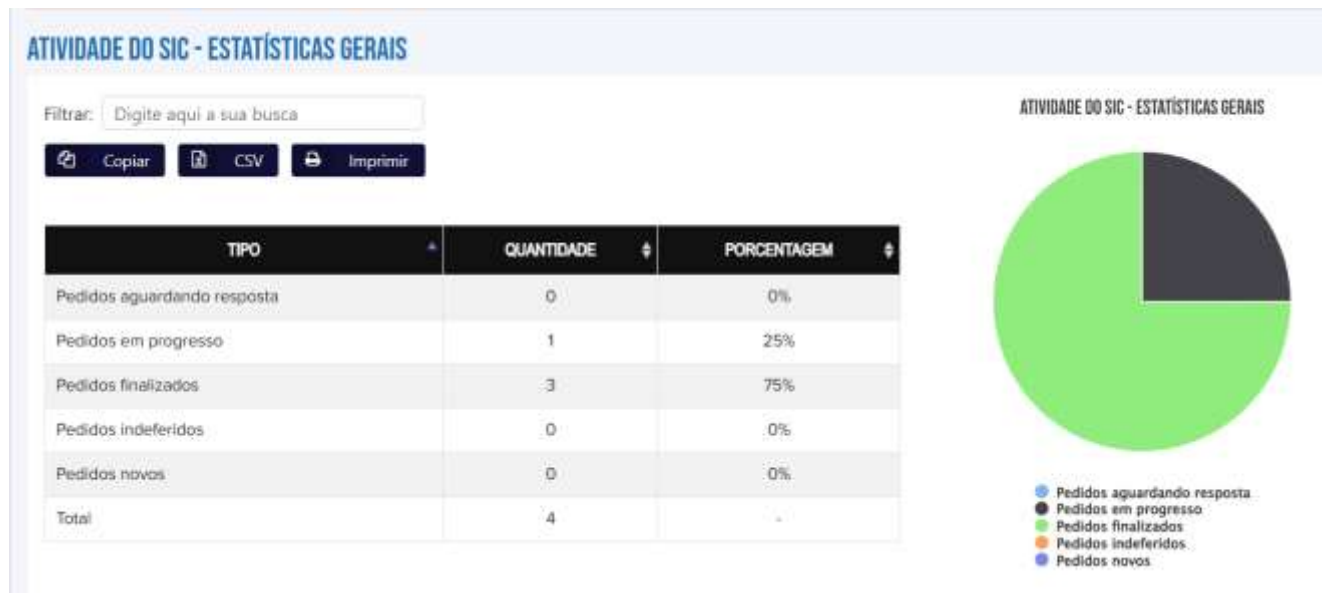 ATIVIDADE DO SIC - ESTATÍSTICAS GERAIS
Filtrar: Digite aqui a sua busca
Copiar CSV Imprimir
TIPO QUANTIDADE PORCENTAGEM
Pedidos aguardando resposta 0 0%
Pedidos em progresso 1 25%
Pedidos finalizados 3 75%
Pedidos indeferidos 0 0%
Pedidos novos 0 0%
Total 4 -
ATIVIDADE DO SIC - ESTATÍSTICAS GERAIS
Pedidos aguardando resposta
Pedidos em progresso
Pedidos finalizados
Pedidos indeferidos
Pedidos novos